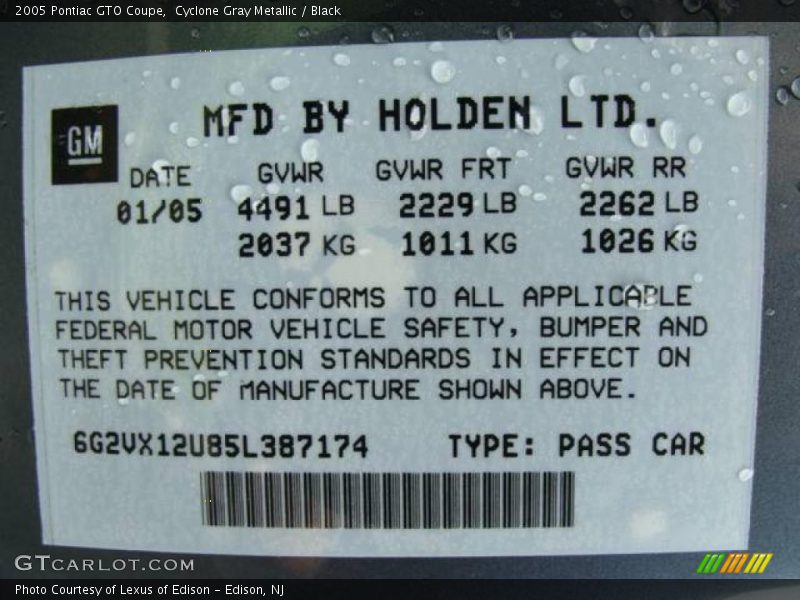 2005 Pontiac GTO Coupe, Cyclone Gray Metallic / Black
GM
MFD BY HOLDEN LTD.
DATE GVWR GVWR FRT GVWR RR
01/05 4491 LB 2229 LB 2262 LB
2037 KG 1011 KG 1026 KG
THIS VEHICLE CONFORMS TO ALL APPLICABLE
FEDERAL MOTOR VEHICLE SAFETY, BUMPER AND
THEFT PREVENTION STANDARDS IN EFFECT ON
THE DATE OF MANUFACTURE SHOWN ABOVE.
6G2VX12U85L387174 TYPE: PASS CAR
GTCARLOT.COM
Photo Courtesy of Lexus of Edison - Edison, NJ